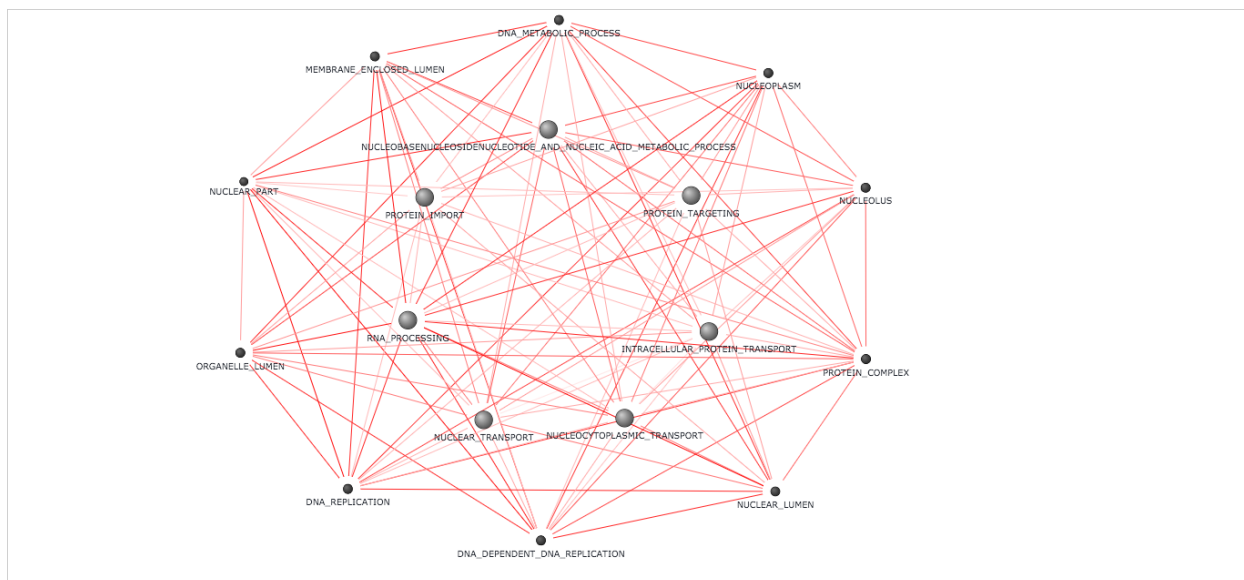 DNA_METABOLIC_PROCESS
MEMBRANE_ENCLOSED_LUMEN
NUCLEOPLASM
NUCLEOBASENUCLEOSIDENUCLEOTIDE_AND_NUCLEIC_ACID_METABOLIC_PROCESS
NUCLEAR_PART
NUCLEOLUS
PROTEIN_IMPORT
PROTEIN_TARGETING
RNA_PROCESSING
INTRACELLULAR_PROTEIN_TRANSPORT
ORGANELLE_LUMEN
PROTEIN_COMPLEX
NUCLEAR_TRANSPORT
NUCLEOCYTOPLASMIC_TRANSPORT
DNA_REPLICATION
NUCLEAR_LUMEN
DNA_DEPENDENT_DNA_REPLICATION